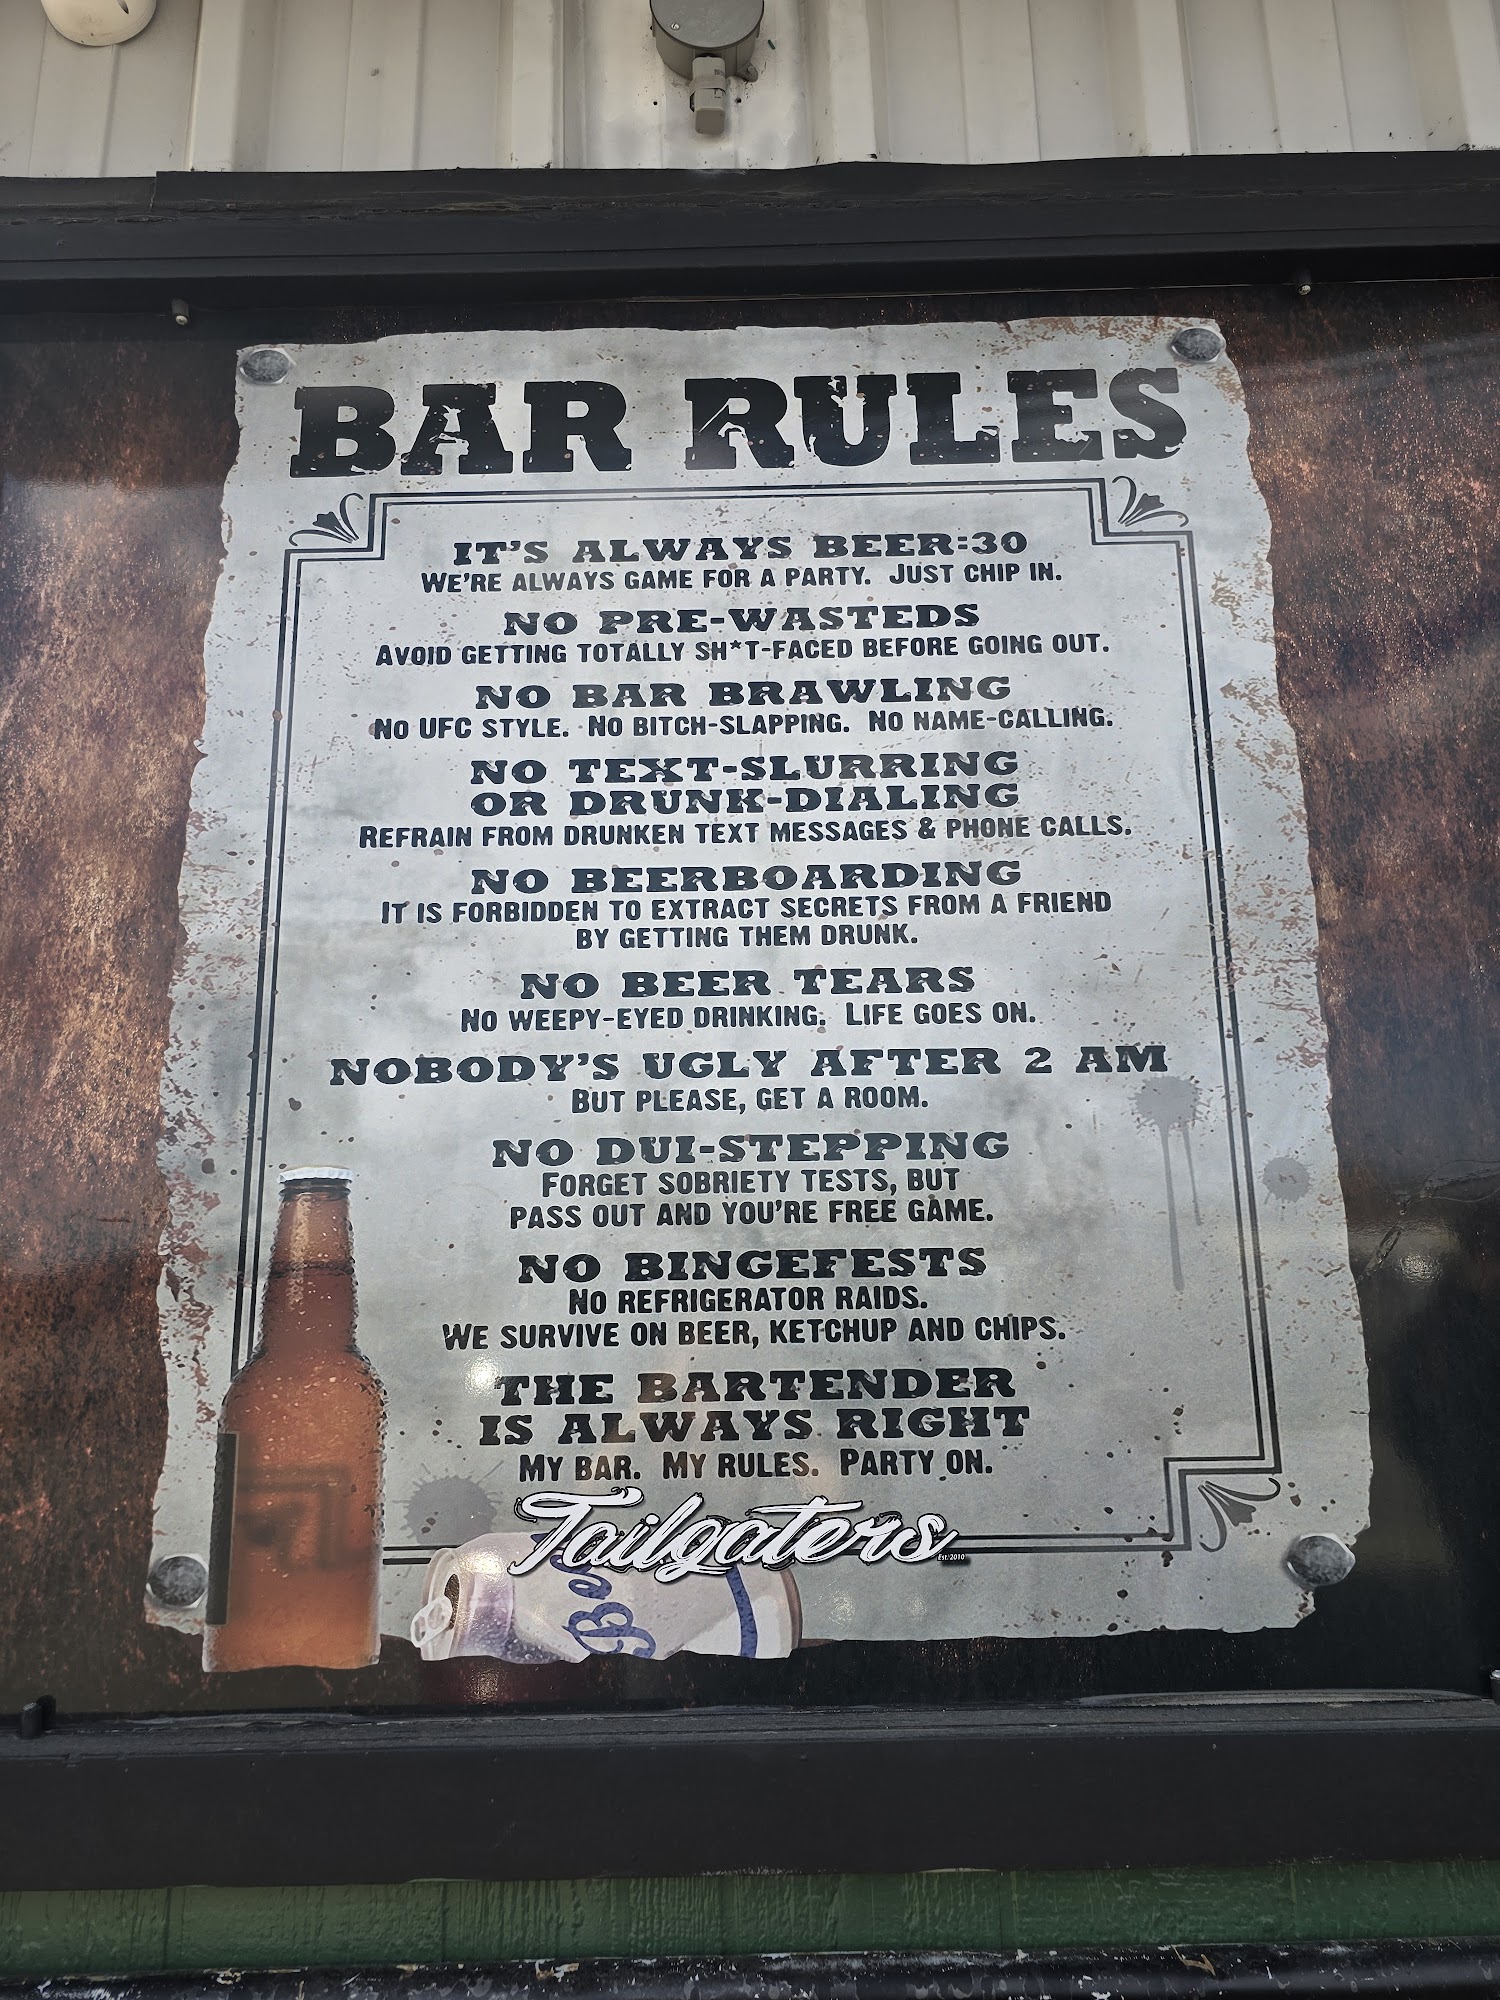 BAR RULES
IT'S ALWAYS BEER:30
WE'RE ALWAYS GAME FOR A PARTY. JUST CHIP IN.
NO PRE-WASTEDS
AVOID GETTING TOTALLY SH*T-FACED BEFORE GOING OUT.
NO BAR BRAWLING
NO UFC STYLE. NO BITCH-SLAPPING. NO NAME-CALLING.
NO TEXT-SLURRING
OR DRUNK-DIALING
REFRAIN FROM DRUNKEN TEXT MESSAGES & PHONE CALLS.
NO BEERBOARDING
IT IS FORBIDDEN TO EXTRACT SECRETS FROM A FRIEND
BY GETTING THEM DRUNK.
NO BEER TEARS
NO WEEPY-EYED DRINKING. LIFE GOES ON.
NOBODY'S UGLY AFTER 2 AM
BUT PLEASE, GET A ROOM.
NO DUI-STEPPING
FORGET SOBRIETY TESTS, BUT
PASS OUT AND YOU'RE FREE GAME.
NO BINGEFESTS
NO REFRIGERATOR RAIDS.
WE SURVIVE ON BEER, KETCHUP AND CHIPS.
THE BARTENDER
IS ALWAYS RIGHT
MY BAR. MY RULES. PARTY ON.
Tailgaters
Est. 2010